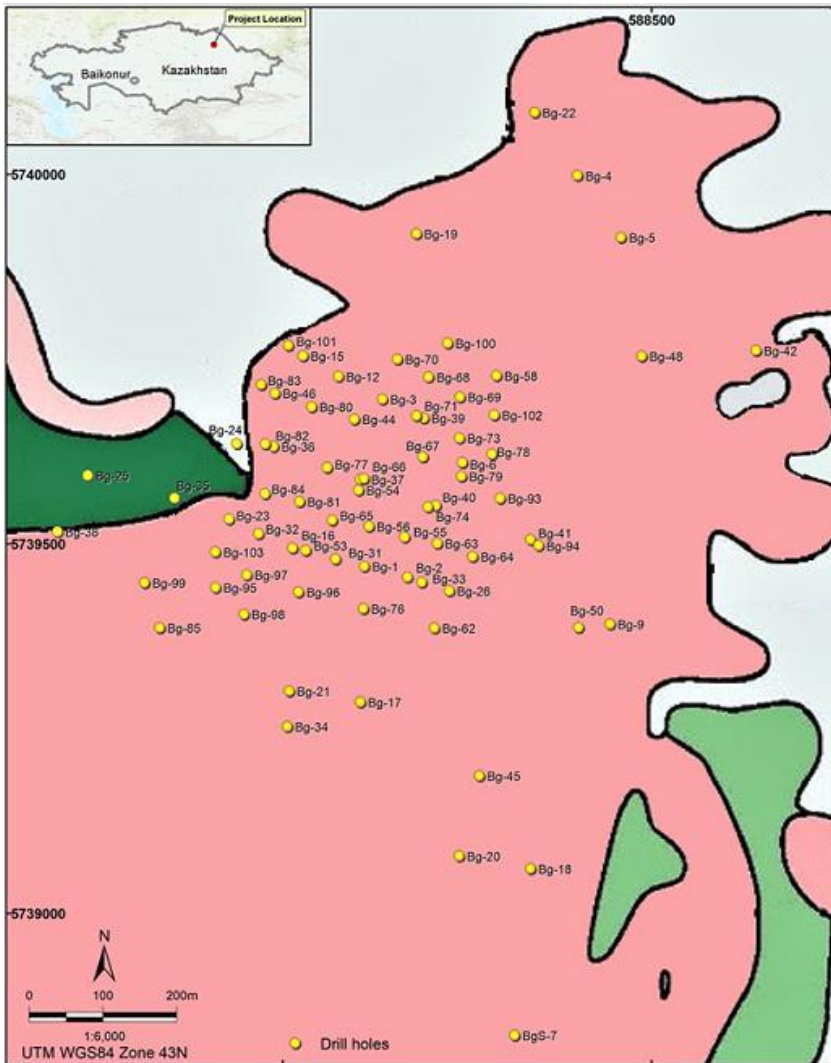 588500
Project Location
Baikonur
Kazakhstan
Bg-22
5740000
Bg-4
Bg-19
Bg-5
Bg-101
Bg-100
Bg-15
Bg-70
Bg-48
Bg-42
Bg-12
Bg-68
Bg-58
Bg-83
Bg-46
Bg-3
Bg-69
Bg-80
Bg-71
Bg-44
Bg-39
Bg-102
Bg-24
Bg-82
Bg-36
Bg-73
Bg-67
Bg-78
Bg-77
Bg-66
Bg-6
Bg-25
Bg-37
Bg-79
Bg-54
Bg-35
Bg-84
Bg-81
Bg-40
Bg-93
Bg-74
Bg-23
Bg-65
Bg-56
Bg-38
Bg-32
Bg-16
Bg-55
Bg-41
5739500
Bg-103
Bg-53
Bg-63
Bg-94
Bg-31
Bg-64
Bg-1
Bg-2
Bg-99
Bg-97
Bg-33
Bg-95
Bg-96
Bg-26
Bg-98
Bg-76
Bg-50
Bg-9
Bg-85
Bg-62
Bg-21
Bg-17
Bg-34
Bg-45
Bg-20
Bg-18
5739000
N
0 100 200m
1:6,000
UTM WGS84 Zone 43N
Drill holes
BgS-7